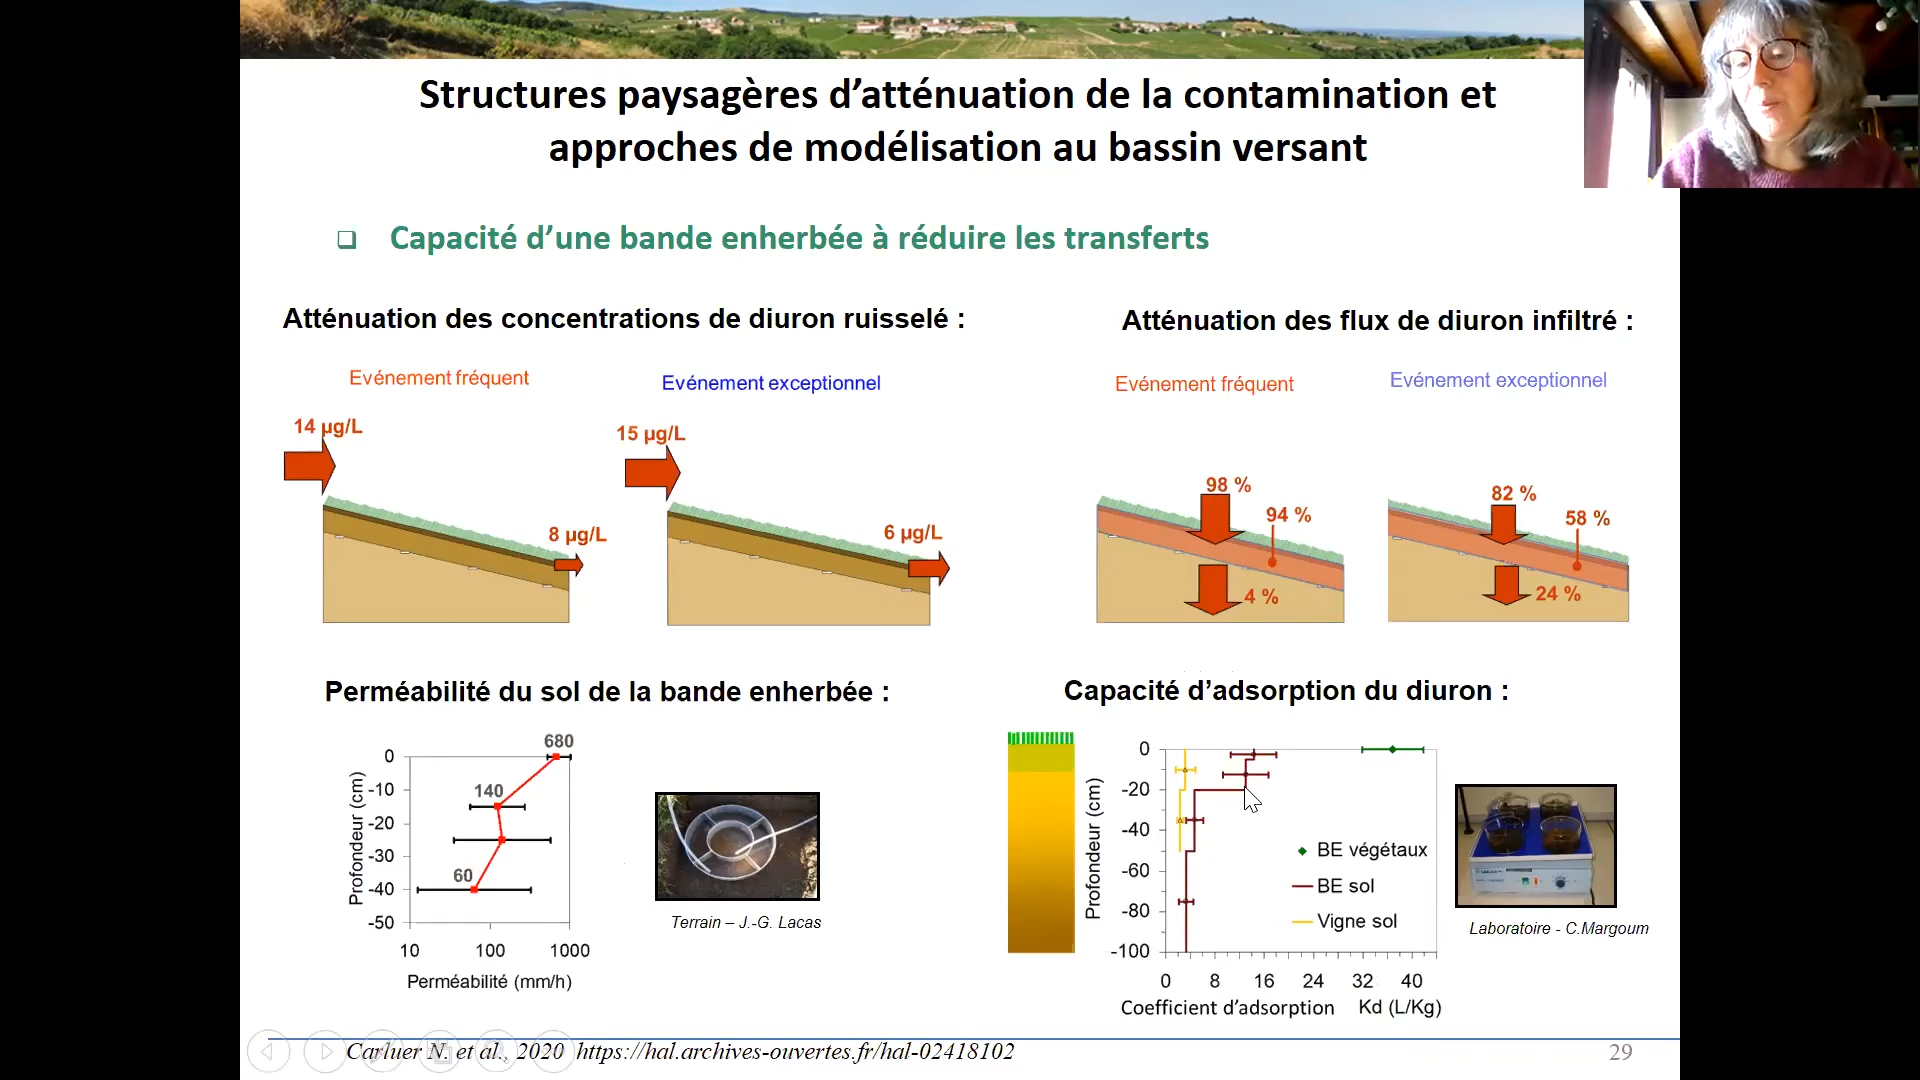 Structures paysagères d’atténuation de la contamination et
approches de modélisation au bassin versant
❑ Capacité d’une bande enherbée à réduire les transferts
Atténuation des concentrations de diuron ruisselé :
Evénement fréquent
Evénement exceptionnel
14 µg/L
8 µg/L
15 µg/L
6 µg/L
Atténuation des flux de diuron infiltré :
Evénement fréquent
Evénement exceptionnel
98 %
94 %
4 %
82 %
58 %
24 %
Perméabilité du sol de la bande enherbée :
680
140
60
0
-10
-20
-30
-40
-50
Profondeur (cm)
10 100 1000
Perméabilité (mm/h)
Terrain – J.-G. Lacas
Capacité d’adsorption du diuron :
0
-20
-40
-60
-80
-100
Profondeur (cm)
BE végétaux
BE sol
Vigne sol
0 8 16 24 32 40
Coefficient d’adsorption Kd (L/Kg)
Laboratoire - C.Margoum
Carluer N. et al., 2020 https://hal.archives-ouvertes.fr/hal-02418102
29